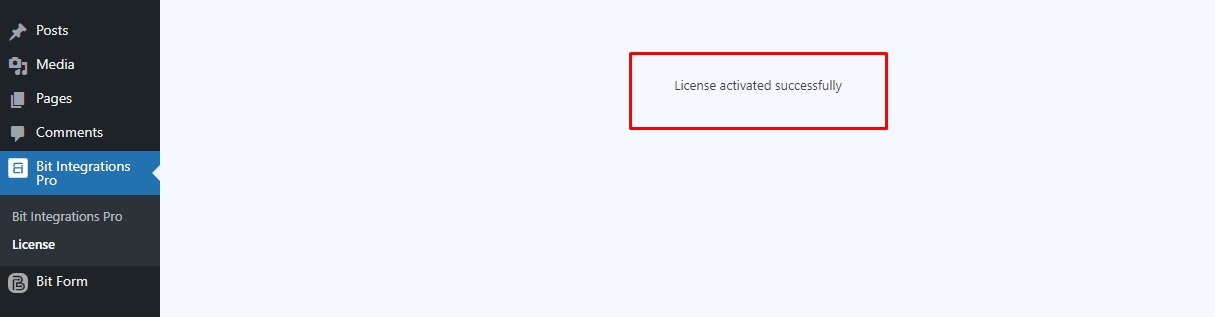 Posts
Media
Pages
Comments
Bit Integrations
Pro
Bit Integrations Pro
License
Bit Form
License activated successfully